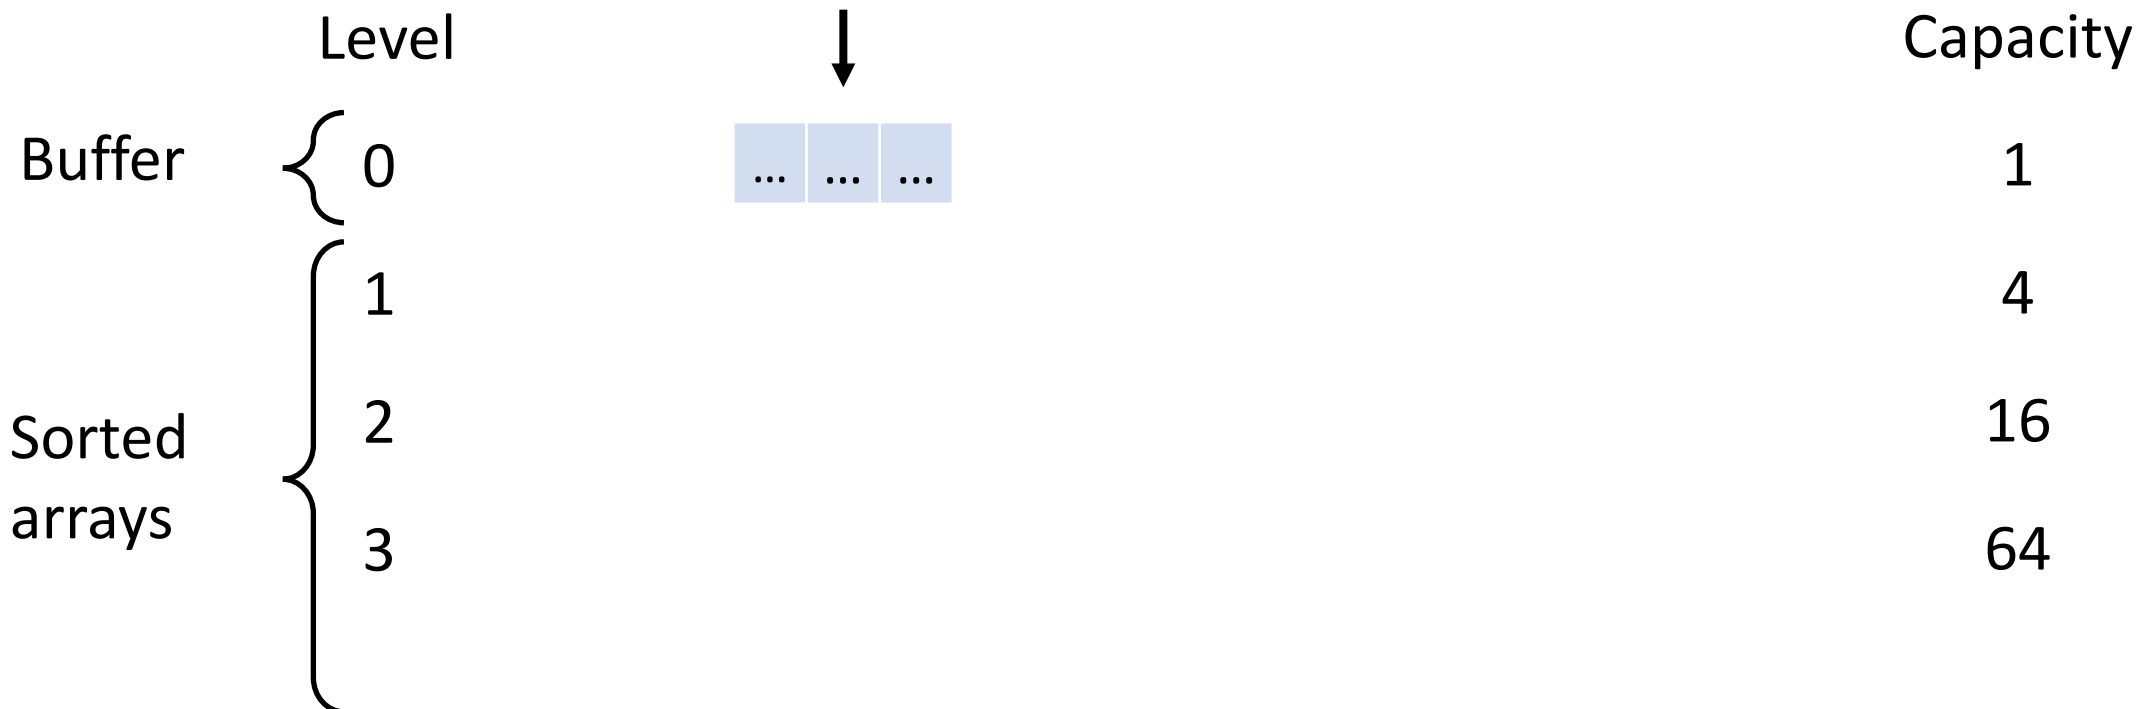 Level
Capacity
Buffer
0
... ... ...
1
1
4
2
16
Sorted
arrays
3
64